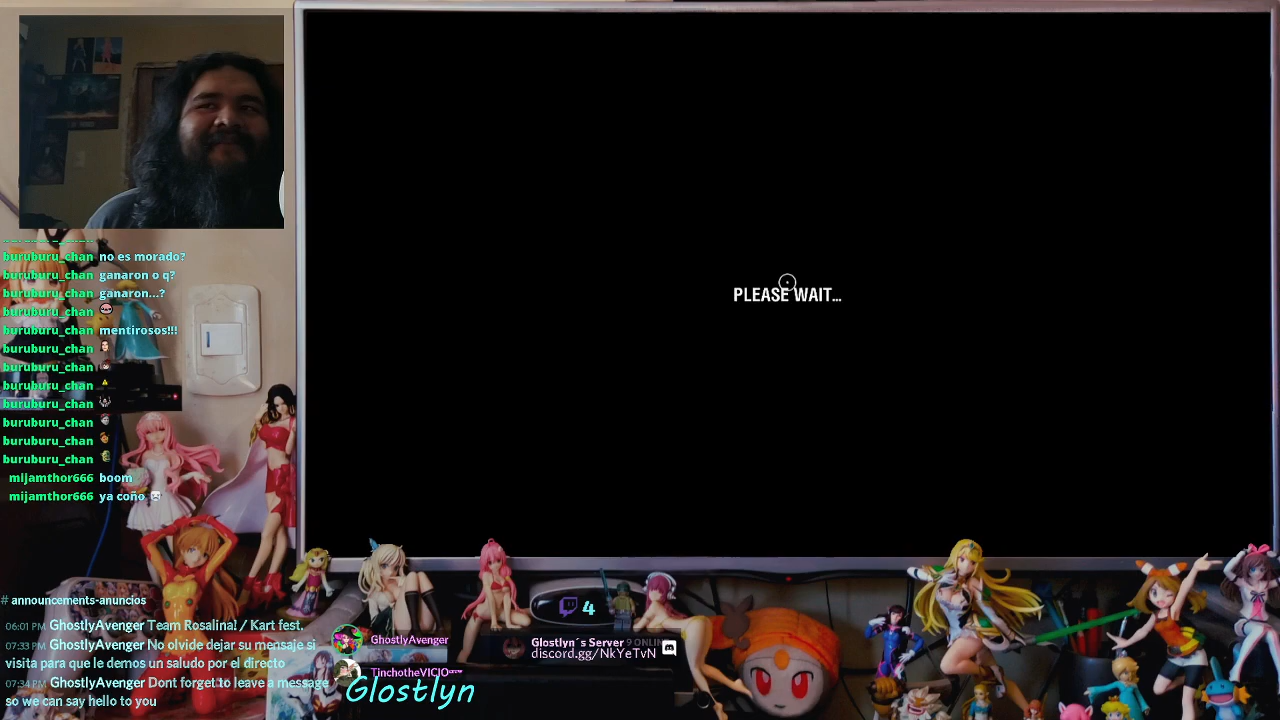 buruburu_chan no es morado?
buruburu_chan ganaron o q?
buruburu_chan ganaron...?
buruburu_chan
buruburu_chan mentirosos!!!
buruburu_chan
buruburu_chan
buruburu_chan
buruburu_chan
buruburu_chan
buruburu_chan
buruburu_chan
mijamthor666 boom
mijamthor666 ya coño
PLEASE WAIT...
# announcements-anuncios
06:01 PM GhostlyAvenger Team Rosalina! / Kart fest.
07:33 PM GhostlyAvenger No olvide dejar su mensaje si
visita para que le demos un saludo por el directo
07:34 PM GhostlyAvenger Dont forget to leave a message
so we can say hello to you
GhostlyAvenger
TinchotheVICIO
Glostlyn
4
Glostlyn´s Server 9 ONLINE
discord.gg/NkYeTvN